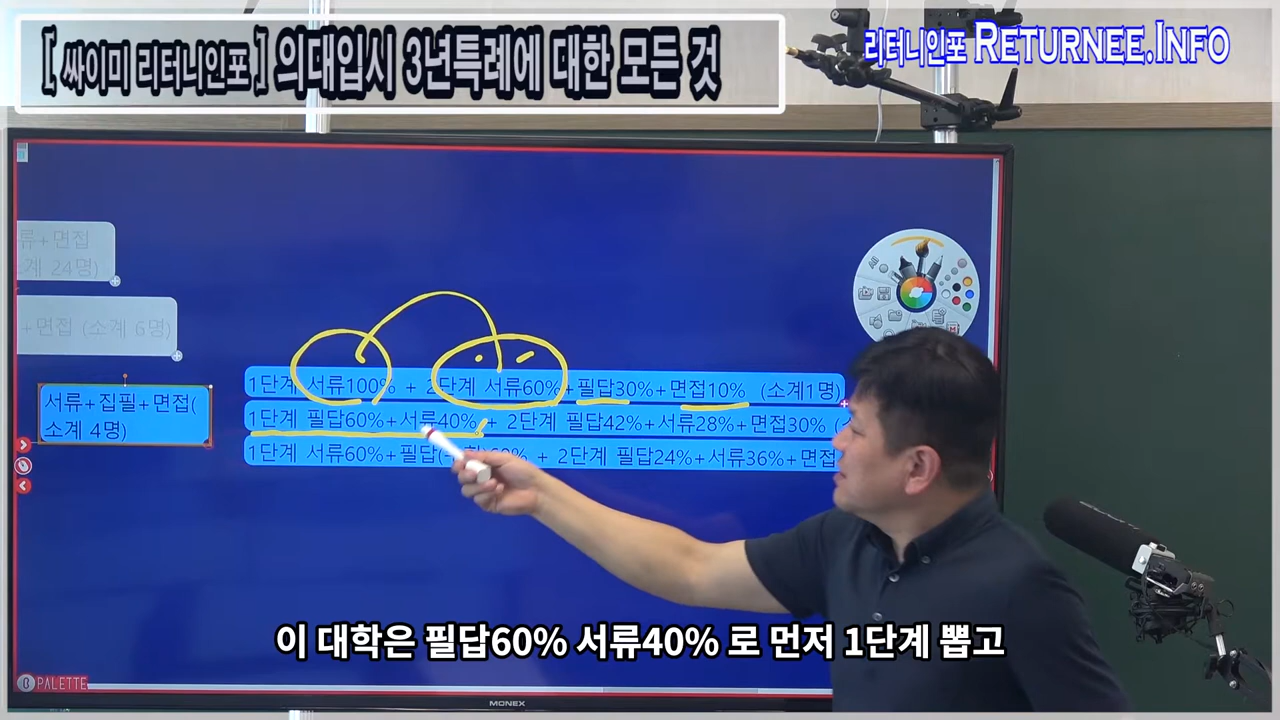 [ 싸이미 리터니인포 ] 의대입시 3년특례에 대한 모든 것
리터니인포 RETURNEE.INFO
류+면접
계 24명)
+면접 (소계 6명)
서류+집필+면접(
소계 4명)
1단계 서류100% + 2단계 서류60%+필답30%+면접10% (소계1명)
1단계 필답60%+서류40% + 2단계 필답42%+서류28%+면접30% (
1단계 서류60%+필답( + 2단계 필답24%+서류36%+면접
이 대학은 필답60% 서류40% 로 먼저 1단계 뽑고
PALETTE
MONEX